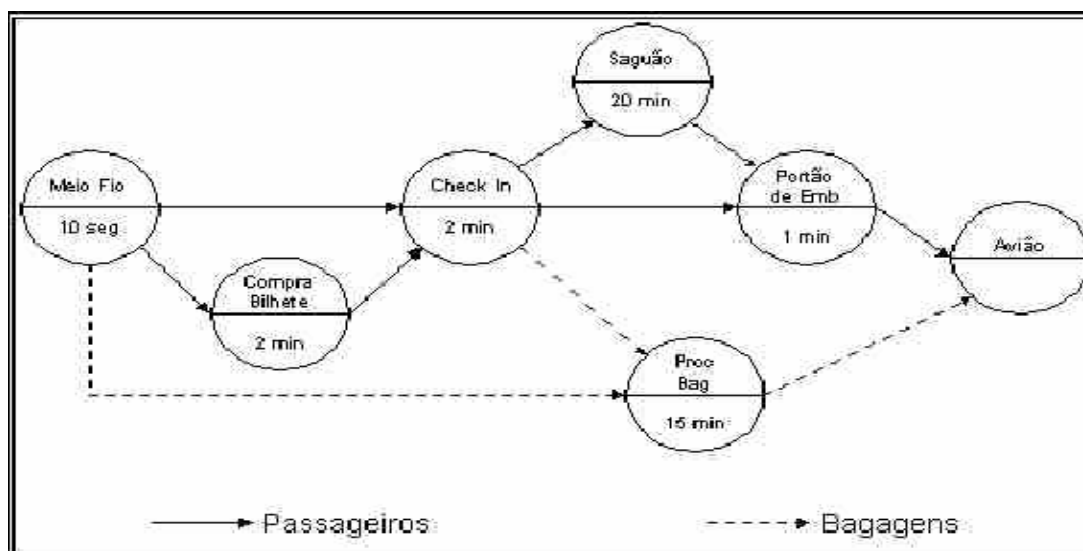 Saguão
20 min
Meio Fio
10 seg
Check In
2 min
Portão
de Emb
1 min
Avião
Compra
Bilhete
2 min
Proc
Bag
15 min
Passageiros
Bagagens